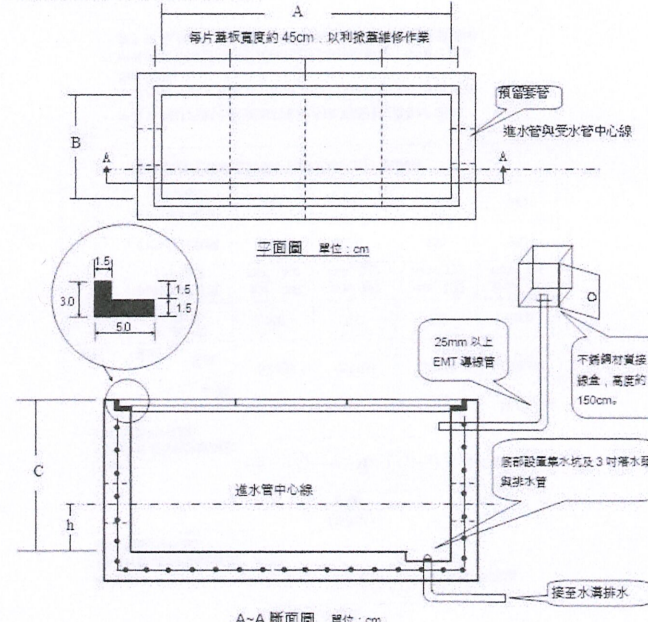 A
每片蓋板寬度約 45cm，以利掀蓋維修作業
預留套管
進水管與受水管中心線
B
A
A
平面圖 單位：cm
1.5
3.0
1.5
1.5
5.0
25mm 以上
EMT 導線管
不銹鋼材質接
線盒，高度約
150cm。
C
h
進水管中心線
底部設置集水坑及 3 吋落水頭
與排水管
接至水溝排水
A~A 斷面圖 單位：cm